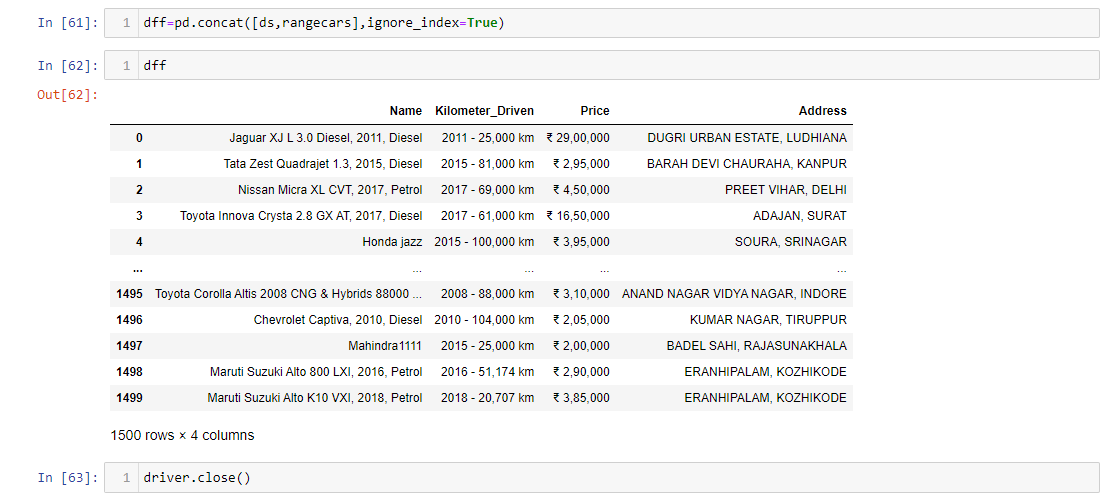 In [61]: 1 dff=pd.concat([ds,rangecars],ignore_index=True)
In [62]: 1 dff
Out[62]:
Name Kilometer_Driven Price Address
0 Jaguar XJ L 3.0 Diesel, 2011, Diesel 2011 - 25,000 km ₹ 29,00,000 DUGRI URBAN ESTATE, LUDHIANA
1 Tata Zest Quadrajet 1.3, 2015, Diesel 2015 - 81,000 km ₹ 2,95,000 BARAH DEVI CHAURAHA, KANPUR
2 Nissan Micra XL CVT, 2017, Petrol 2017 - 69,000 km ₹ 4,50,000 PREET VIHAR, DELHI
3 Toyota Innova Crysta 2.8 GX AT, 2017, Diesel 2017 - 61,000 km ₹ 16,50,000 ADAJAN, SURAT
4 Honda jazz 2015 - 100,000 km ₹ 3,95,000 SOURA, SRINAGAR
... ... ... ... ...
1495 Toyota Corolla Altis 2008 CNG & Hybrids 88000 ... 2008 - 88,000 km ₹ 3,10,000 ANAND NAGAR VIDYA NAGAR, INDORE
1496 Chevrolet Captiva, 2010, Diesel 2010 - 104,000 km ₹ 2,05,000 KUMAR NAGAR, TIRUPPUR
1497 Mahindra1111 2015 - 25,000 km ₹ 2,00,000 BADEL SAHI, RAJASUNAKHALA
1498 Maruti Suzuki Alto 800 LXI, 2016, Petrol 2016 - 51,174 km ₹ 2,90,000 ERANHIPALAM, KOZHIKODE
1499 Maruti Suzuki Alto K10 VXI, 2018, Petrol 2018 - 20,707 km ₹ 3,85,000 ERANHIPALAM, KOZHIKODE
1500 rows × 4 columns
In [63]: 1 driver.close()